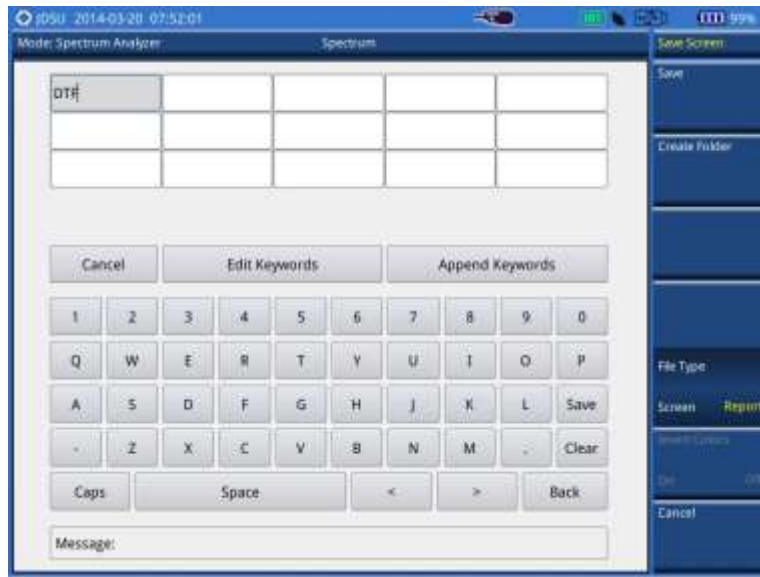 JDSU 2014-03-20 07:52:01 99%
Mode: Spectrum Analyzer Spectrum Save Screen
DTF
Save
Create Folder
Cancel Edit Keywords Append Keywords
1 2 3 4 5 6 7 8 9 0
Q W E R T Y U I O P
File Type
A S D F G H J K L Save
Screen Report
- Z X C V B N M . Clear
Caps Space < > Back
Cancel
Message: